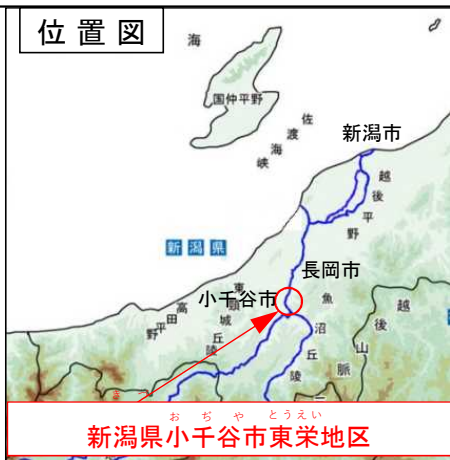 位置図
海
国仲平野
佐渡海峡
新潟市
越後平野
新潟県
長岡市
小千谷市
東頸城丘陵
高田平野
魚沼丘陵
越後山脈
おぢや とうえい
新潟県小千谷市東栄地区